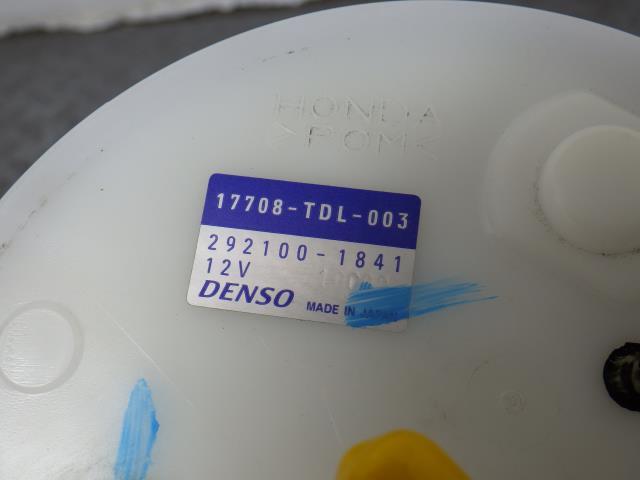 HONDA
>POM<
17708-TDL-003
292100-1841
12V
DENSO MADE IN JAPAN